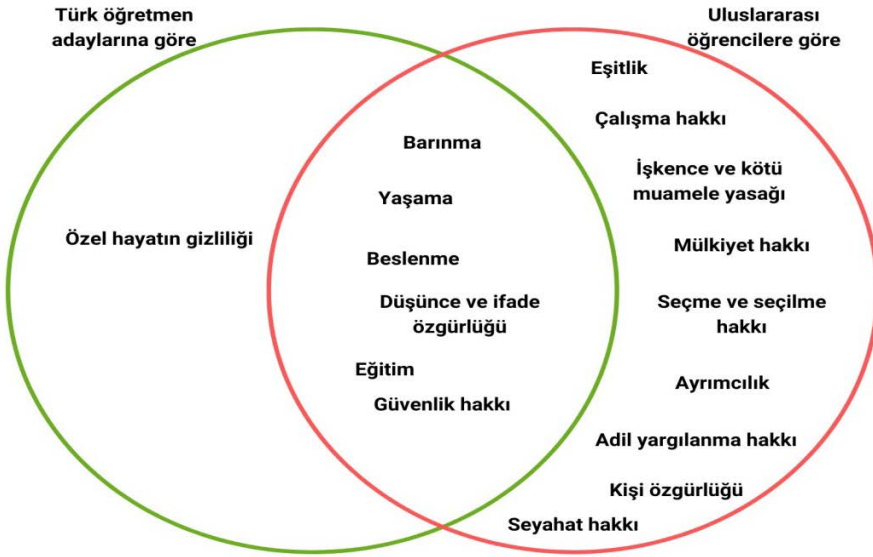 Türk öğretmen
adaylarına göre
Uluslararası
öğrencilere göre
Özel hayatın gizliliği
Barınma
Yaşama
Beslenme
Düşünce ve ifade
özgürlüğü
Eğitim
Güvenlik hakkı
Eşitlik
Çalışma hakkı
İşkence ve kötü
muamele yasağı
Mülkiyet hakkı
Seçme ve seçilme
hakkı
Ayrımcılık
Adil yargılanma hakkı
Kişi özgürlüğü
Seyahat hakkı